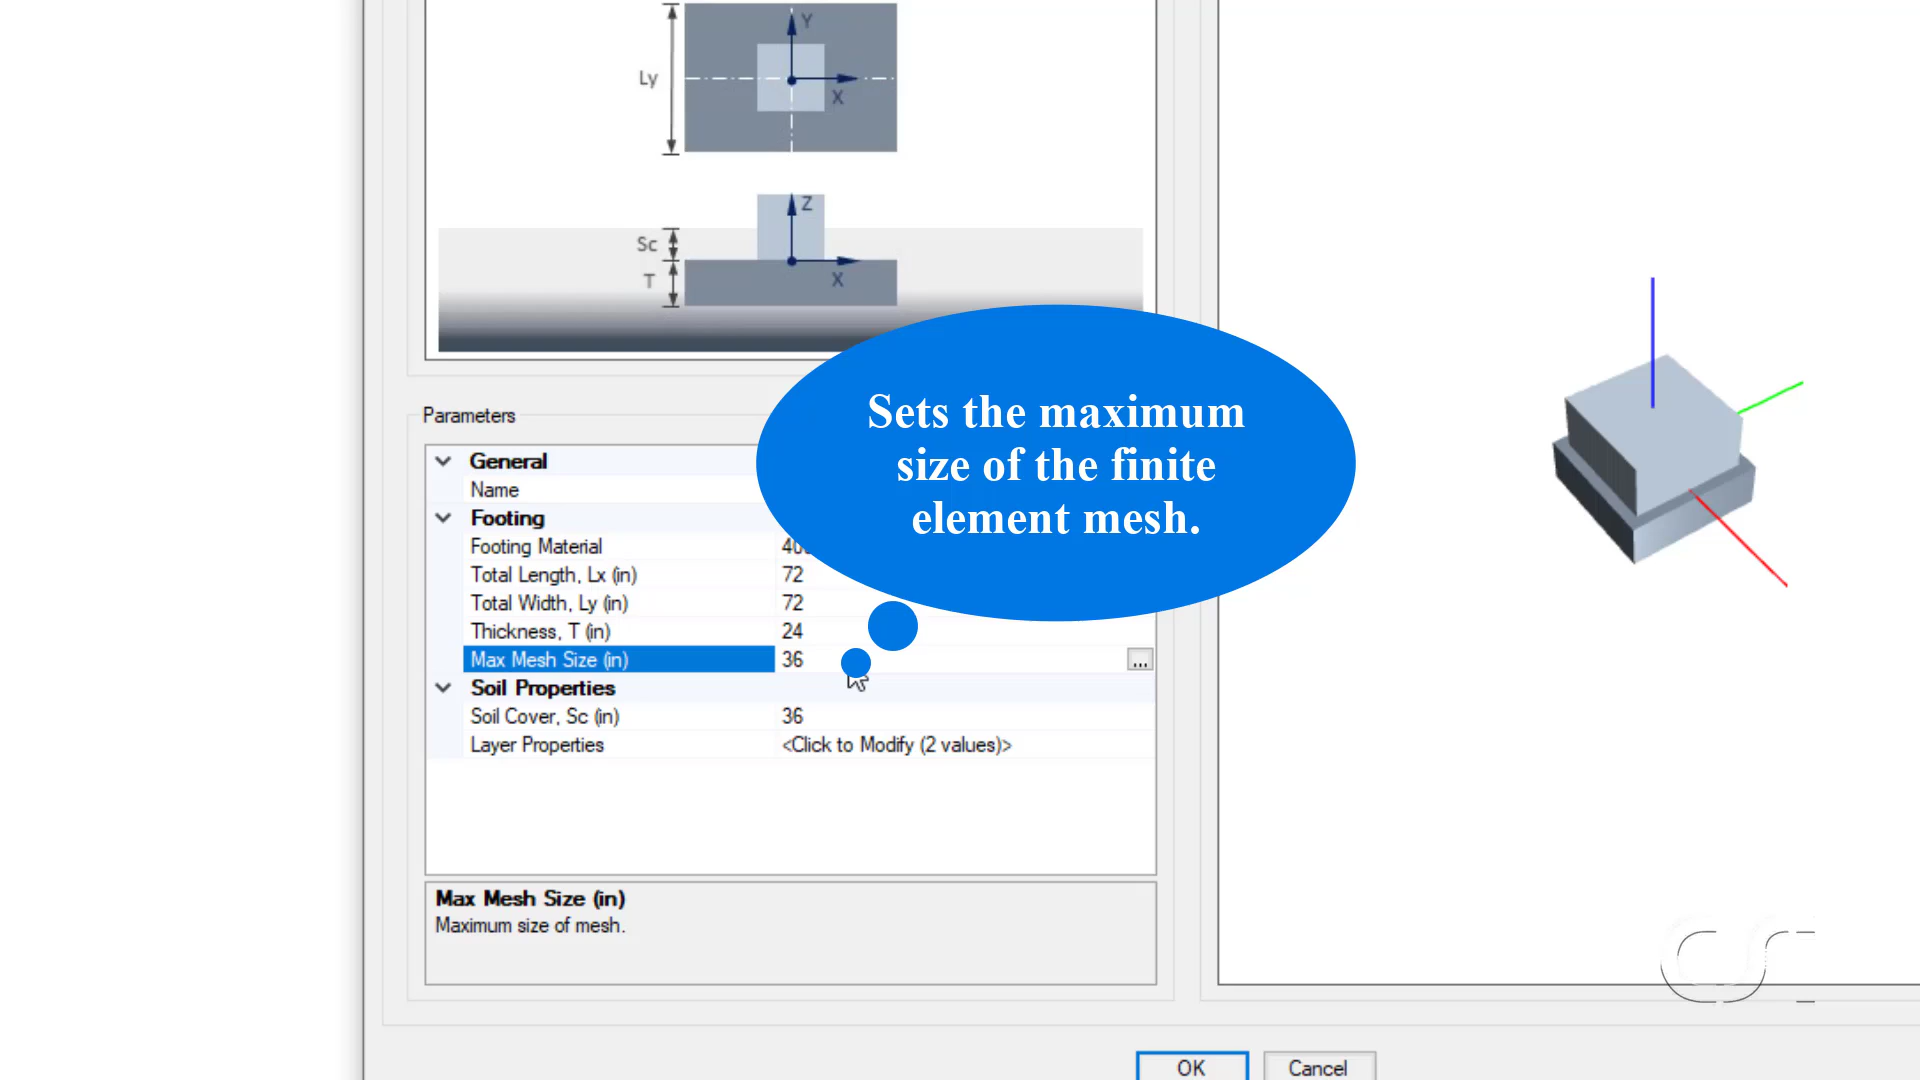 Y
Ly
X
Z
Sc
T
X
Sets the maximum
size of the finite
element mesh.
Parameters
General
Name
Footing
Footing Material
Total Length, Lx (in) 72
Total Width, Ly (in) 72
Thickness, T (in) 24
Max Mesh Size (in) 36 ...
Soil Properties
Soil Cover, Sc (in) 36
Layer Properties <Click to Modify (2 values)>
Max Mesh Size (in)
Maximum size of mesh.
OK Cancel